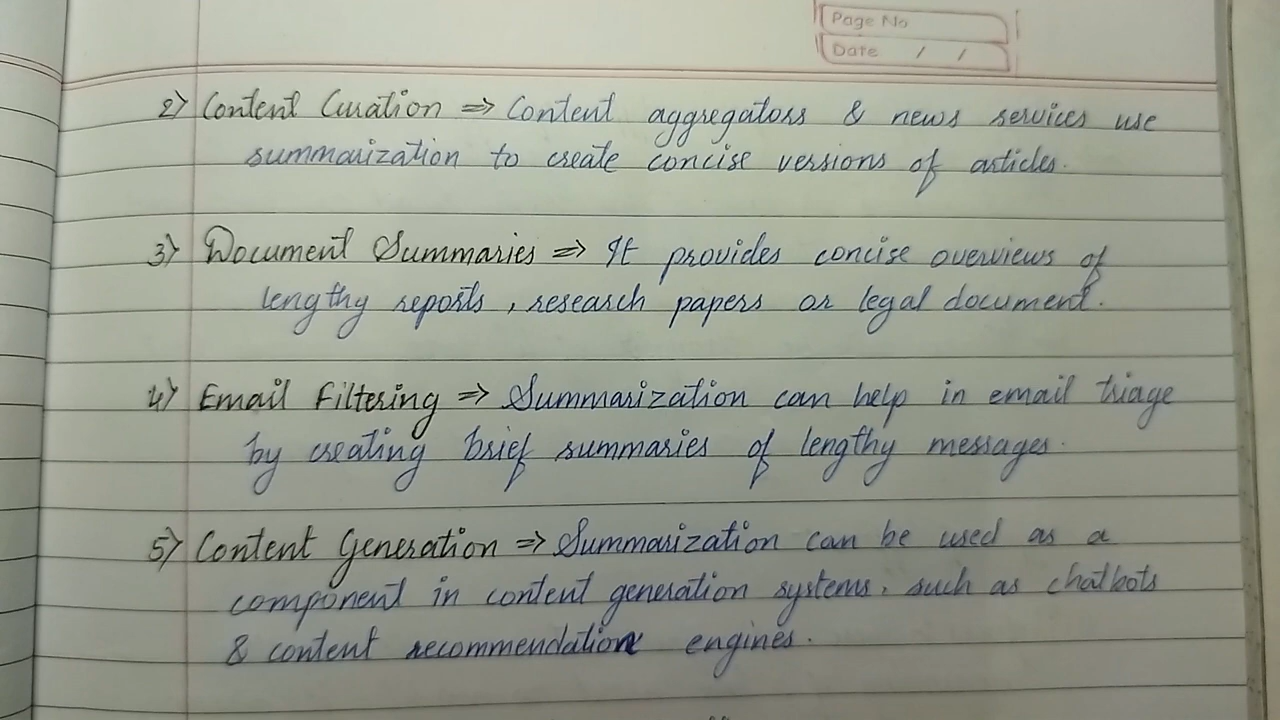 Page No
Date / /
2) Content Curation => Content aggregators & news services use
summarization to create concise versions of articles.
3) Document Summaries => It provides concise overviews of
lengthy reports, research papers or legal document.
4) Email Filtering => Summarization can help in email triage
by creating brief summaries of lengthy messages.
5) Content Generation => Summarization can be used as a
component in content generation systems, such as chatbots
& content recommendation engines.